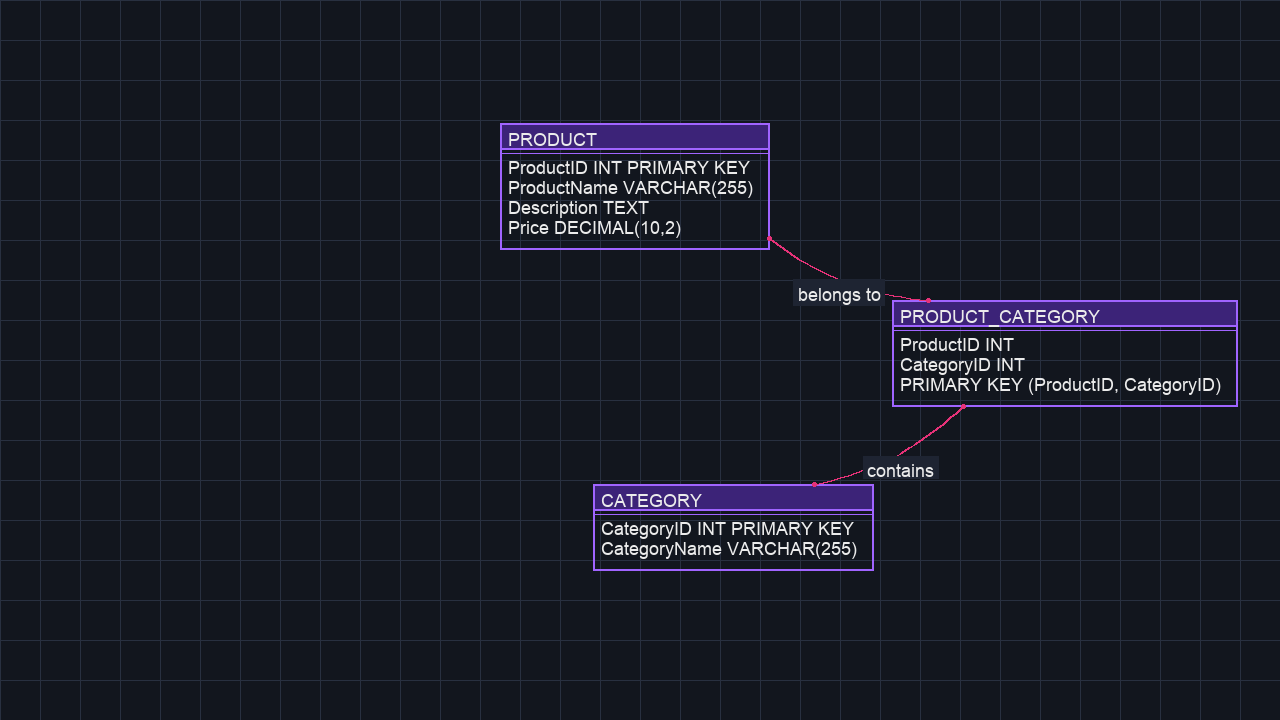 PRODUCT
ProductID INT PRIMARY KEY
ProductName VARCHAR(255)
Description TEXT
Price DECIMAL(10,2)
belongs to
PRODUCT_CATEGORY
ProductID INT
CategoryID INT
PRIMARY KEY (ProductID, CategoryID)
contains
CATEGORY
CategoryID INT PRIMARY KEY
CategoryName VARCHAR(255)